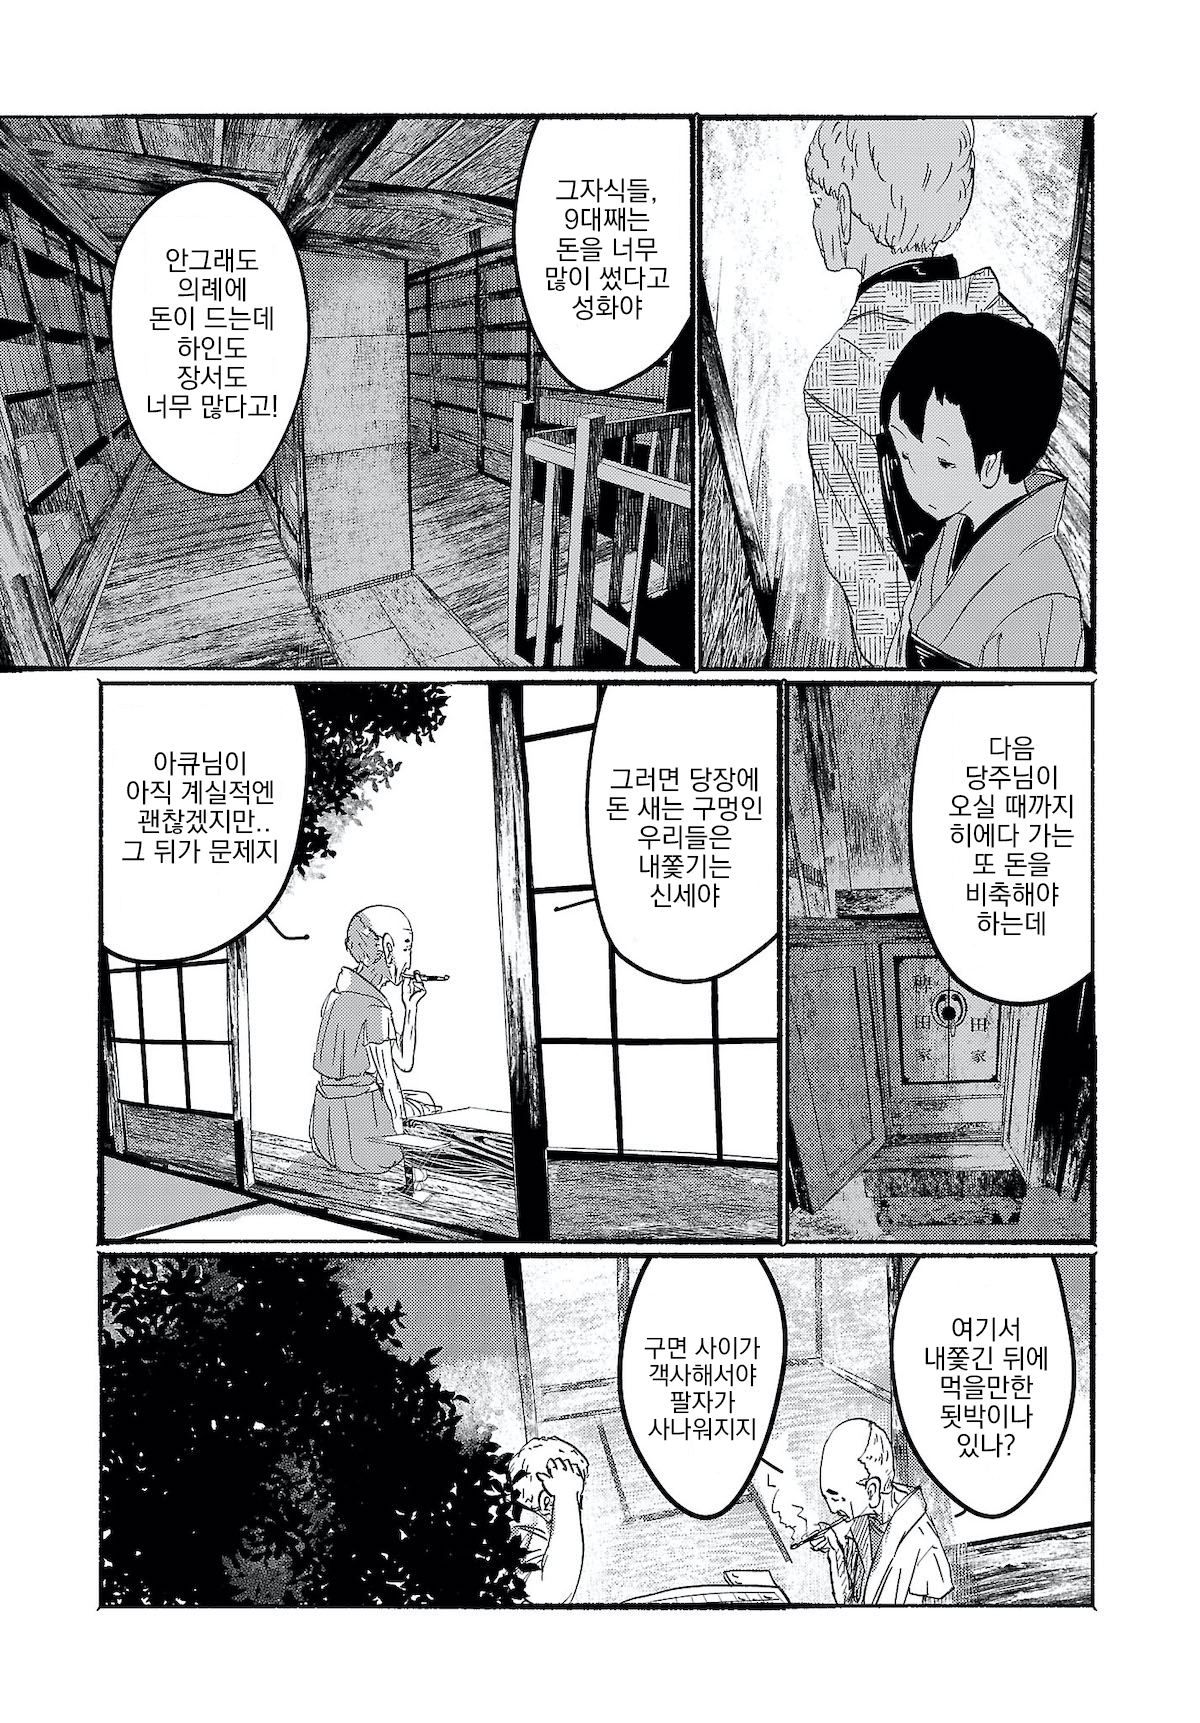 그자식들,
9대째는
돈을 너무
많이 썼다고
성화야
안그래도
의례에
돈이 드는데
하인도
장서도
너무 많다고!
다음
당주님이
오실 때까지
히에다 가는
또 돈을
비축해야
하는데
稗田家
田家
그러면 당장에
돈 새는 구멍인
우리들은
내쫓기는
신세야
아큐님이
아직 계실적엔
괜찮겠지만..
그 뒤가 문제지
여기서
내쫓긴 뒤에
먹을만한
뒷박이나
있나?
구면 사이가
객사해서야
팔자가
사나워지지